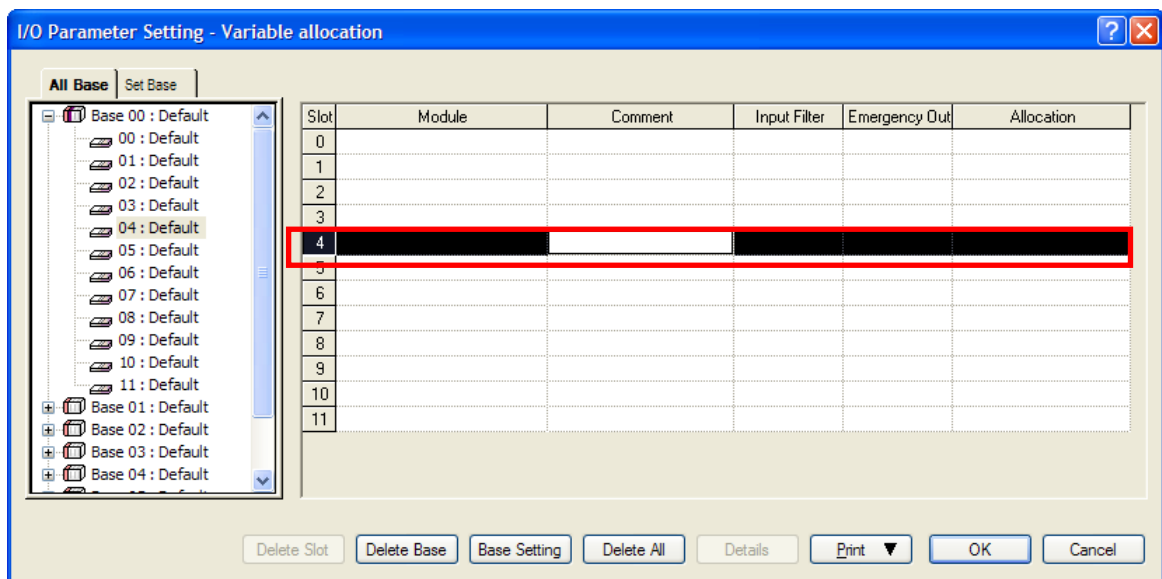 I/O Parameter Setting - Variable allocation
?
All Base Set Base
Base 00 : Default
00 : Default
01 : Default
02 : Default
03 : Default
04 : Default
05 : Default
06 : Default
07 : Default
08 : Default
09 : Default
10 : Default
11 : Default
Base 01 : Default
Base 02 : Default
Base 03 : Default
Base 04 : Default
Slot Module Comment Input Filter Emergency Out Allocation
0
1
2
3
4
5
6
7
8
9
10
11
Delete Slot Delete Base Base Setting Delete All Details Print ▼ OK Cancel